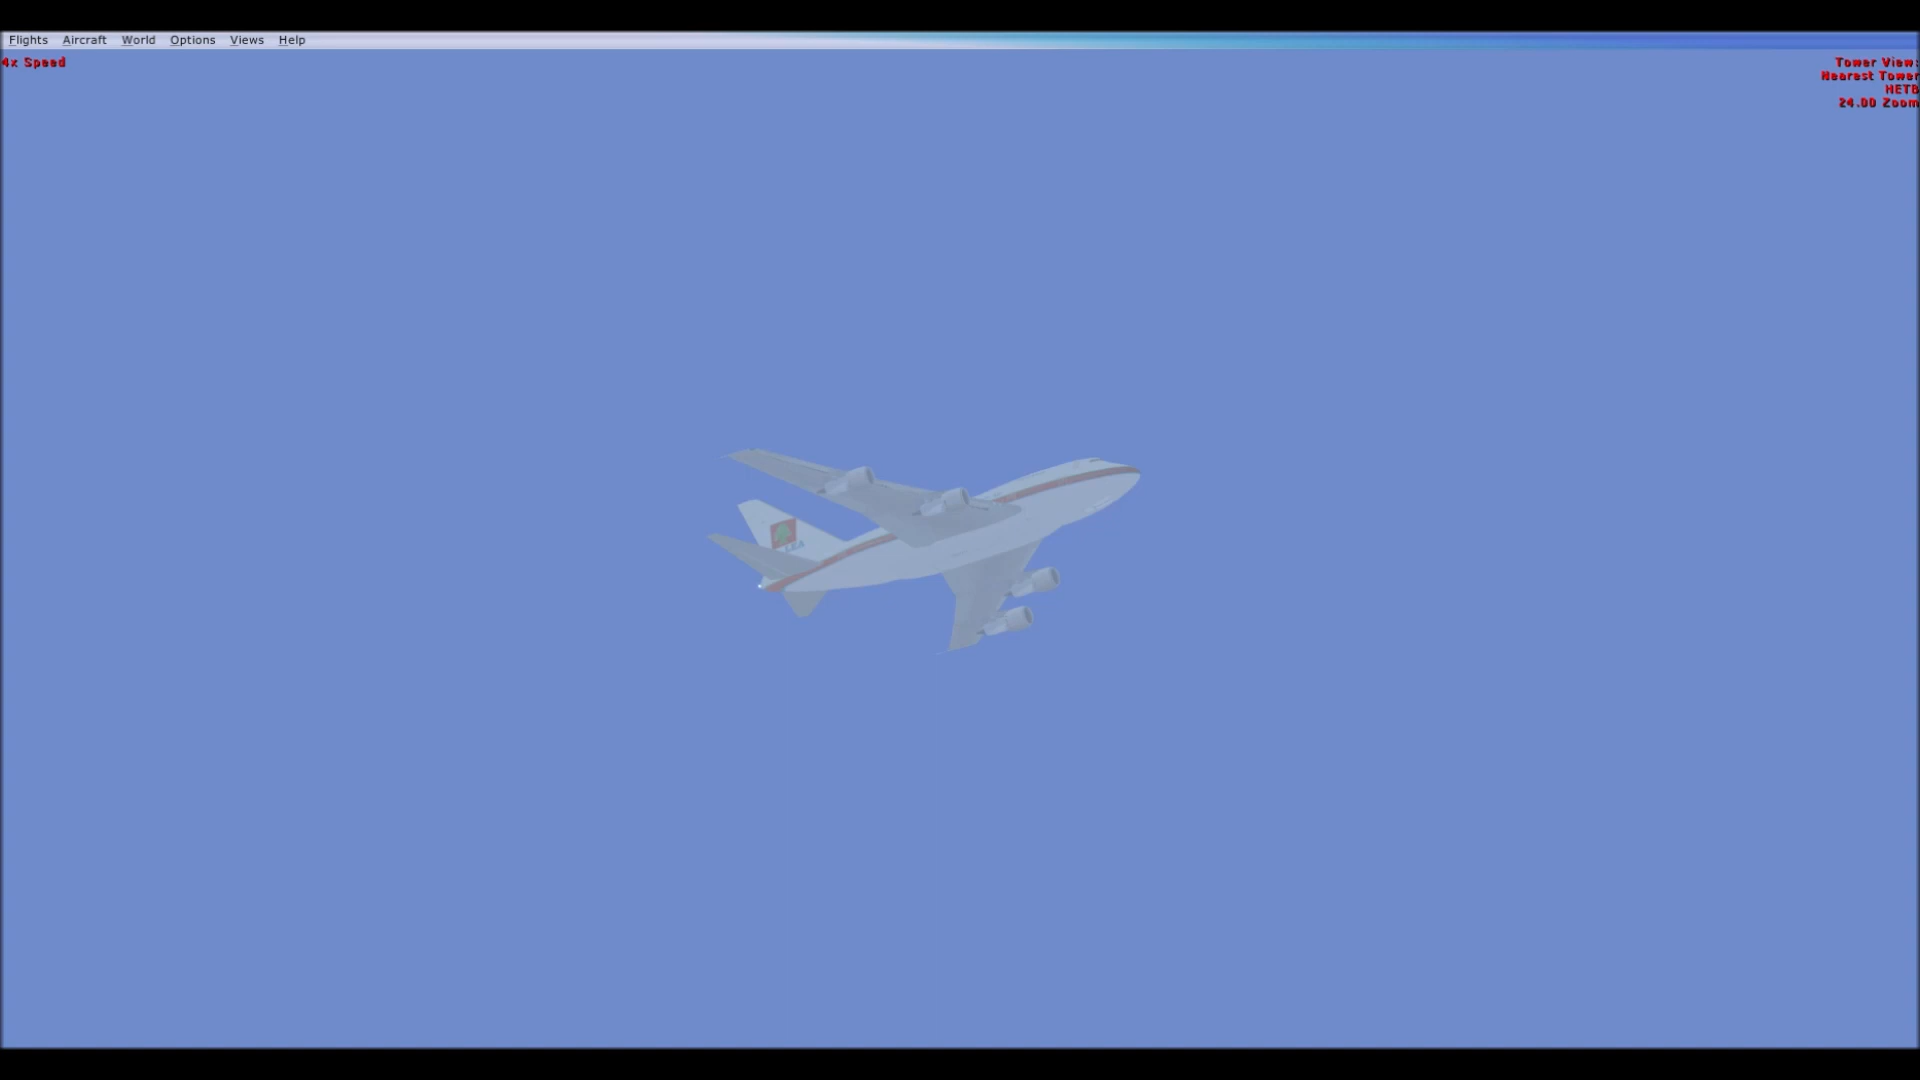 Flights Aircraft World Options Views Help
4x Speed
Tower View:
Nearest Tower
HETB
24.00 Zoom